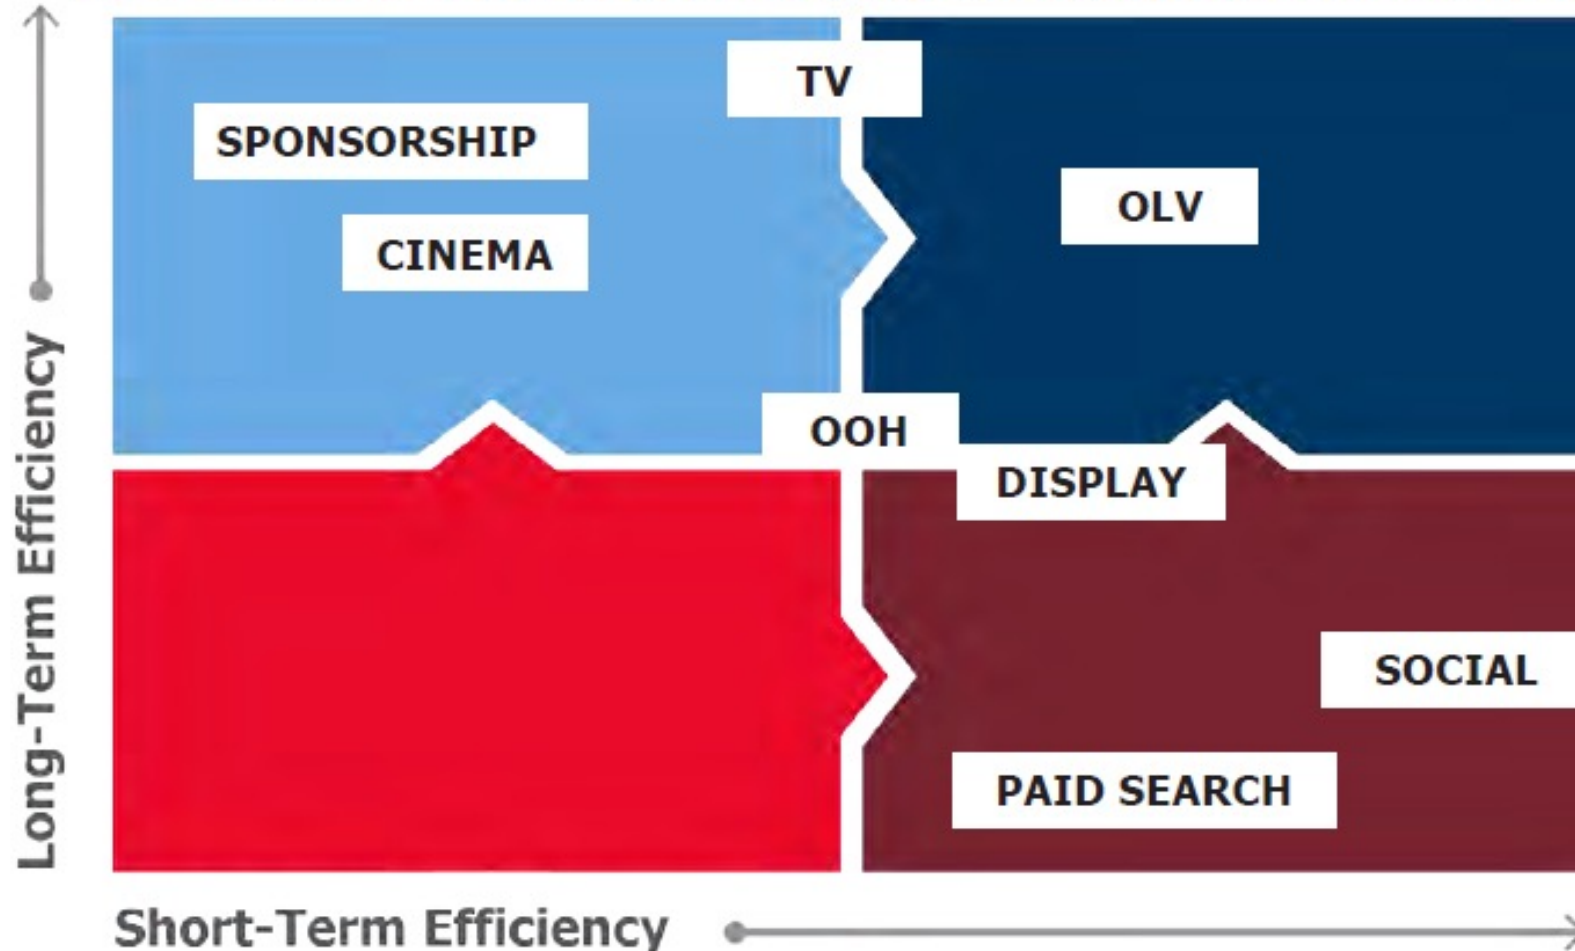 TV
SPONSORSHIP
OLV
CINEMA
OOH
DISPLAY
SOCIAL
PAID SEARCH
Long-Term Efficiency
Short-Term Efficiency